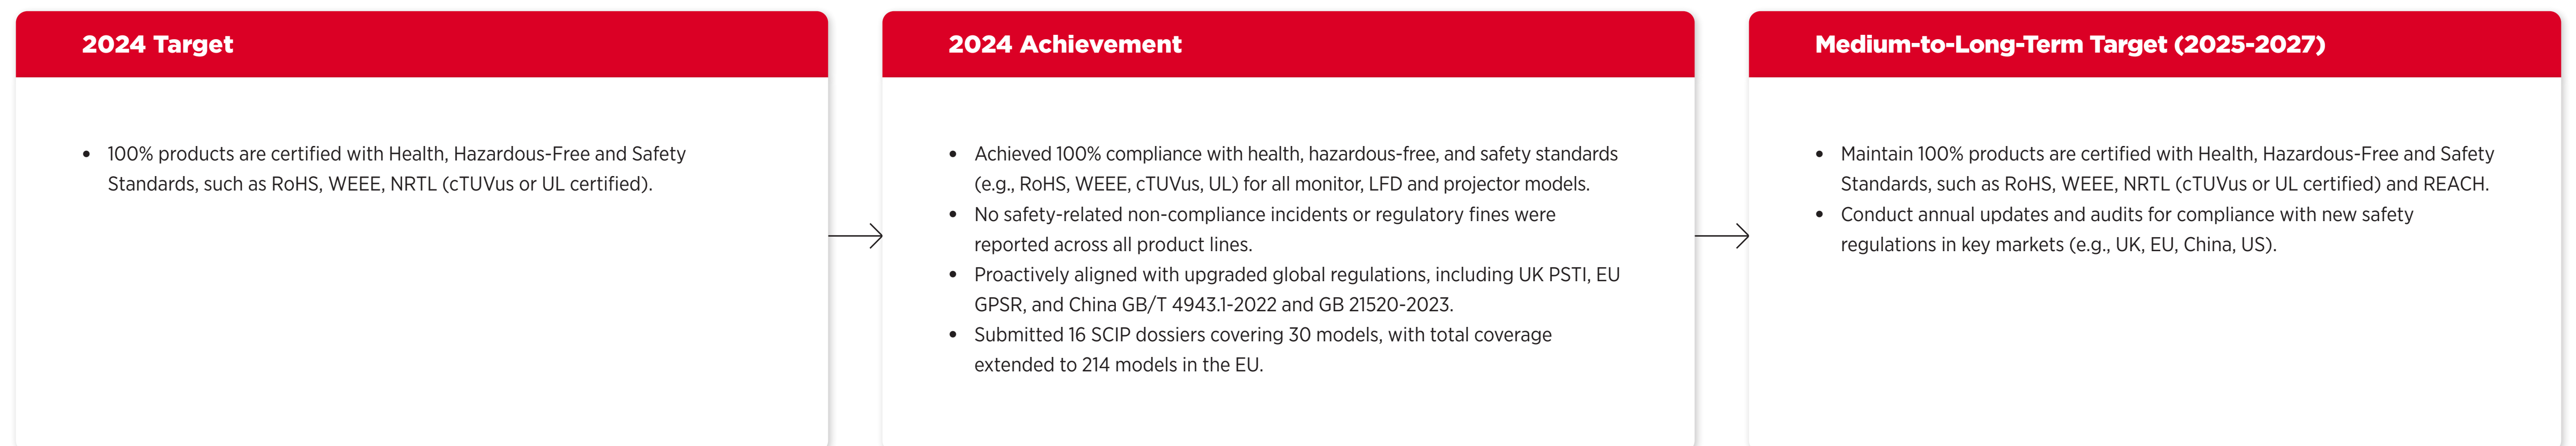 2024 Target
• 100% products are certified with Health, Hazardous-Free and Safety
Standards, such as RoHS, WEEE, NRTL (cTUVus or UL certified).
2024 Achievement
• Achieved 100% compliance with health, hazardous-free, and safety standards
(e.g., RoHS, WEEE, cTUVus, UL) for all monitor, LFD and projector models.
• No safety-related non-compliance incidents or regulatory fines were
reported across all product lines.
• Proactively aligned with upgraded global regulations, including UK PSTI, EU
GPSR, and China GB/T 4943.1-2022 and GB 21520-2023.
• Submitted 16 SCIP dossiers covering 30 models, with total coverage
extended to 214 models in the EU.
Medium-to-Long-Term Target (2025-2027)
• Maintain 100% products are certified with Health, Hazardous-Free and Safety
Standards, such as RoHS, WEEE, NRTL (cTUVus or UL certified) and REACH.
• Conduct annual updates and audits for compliance with new safety
regulations in key markets (e.g., UK, EU, China, US).